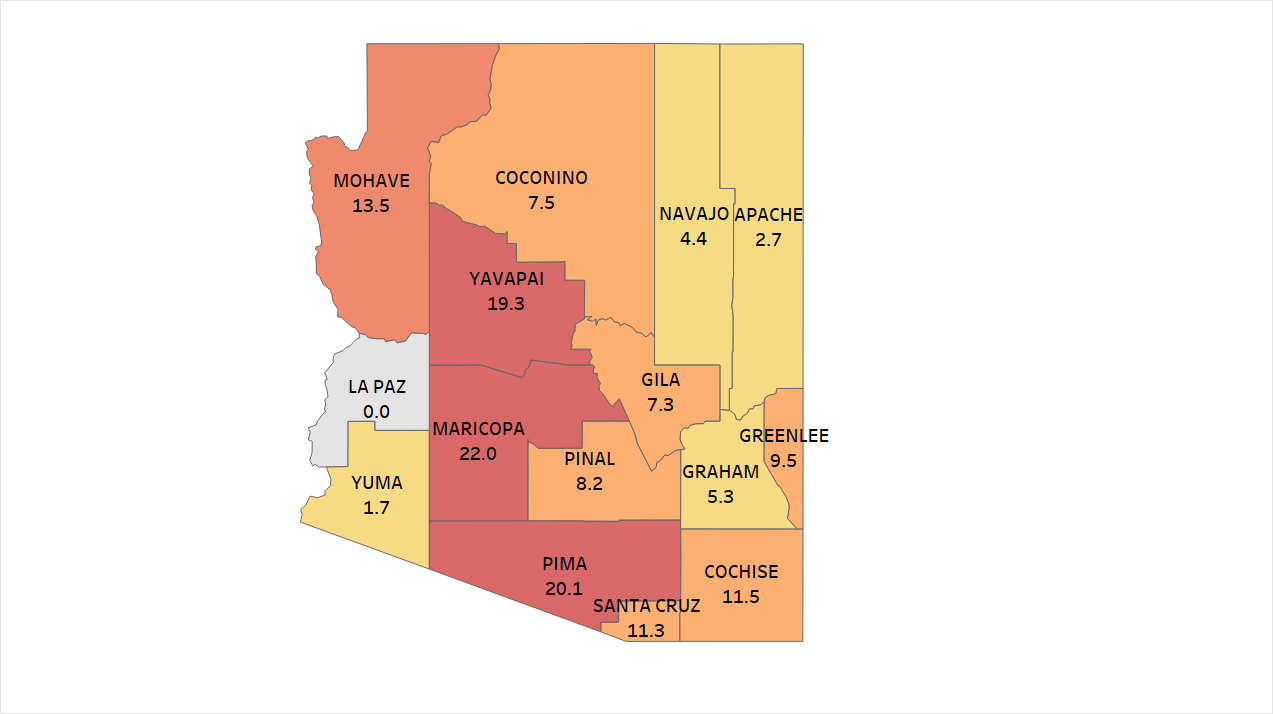 MOHAVE
13.5
COCONINO
7.5
NAVAJO
4.4
APACHE
2.7
YAVAPAI
19.3
LA PAZ
0.0
GILA
7.3
MARICOPA
22.0
PINAL
8.2
GREENLEE
9.5
GRAHAM
5.3
YUMA
1.7
PIMA
20.1
COCHISE
11.5
SANTA CRUZ
11.3